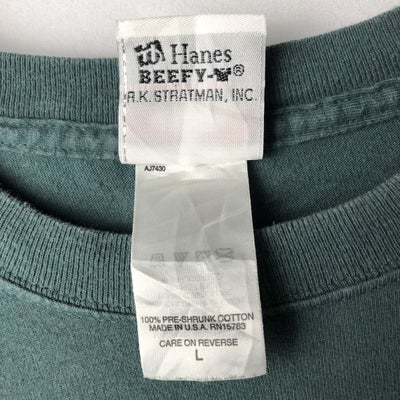 Hanes
BEEFY-T®
R.K. STRATMAN, INC.
AJ7430
100% PRE-SHRUNK COTTON
MADE IN U.S.A. RN15763
CARE ON REVERSE
L